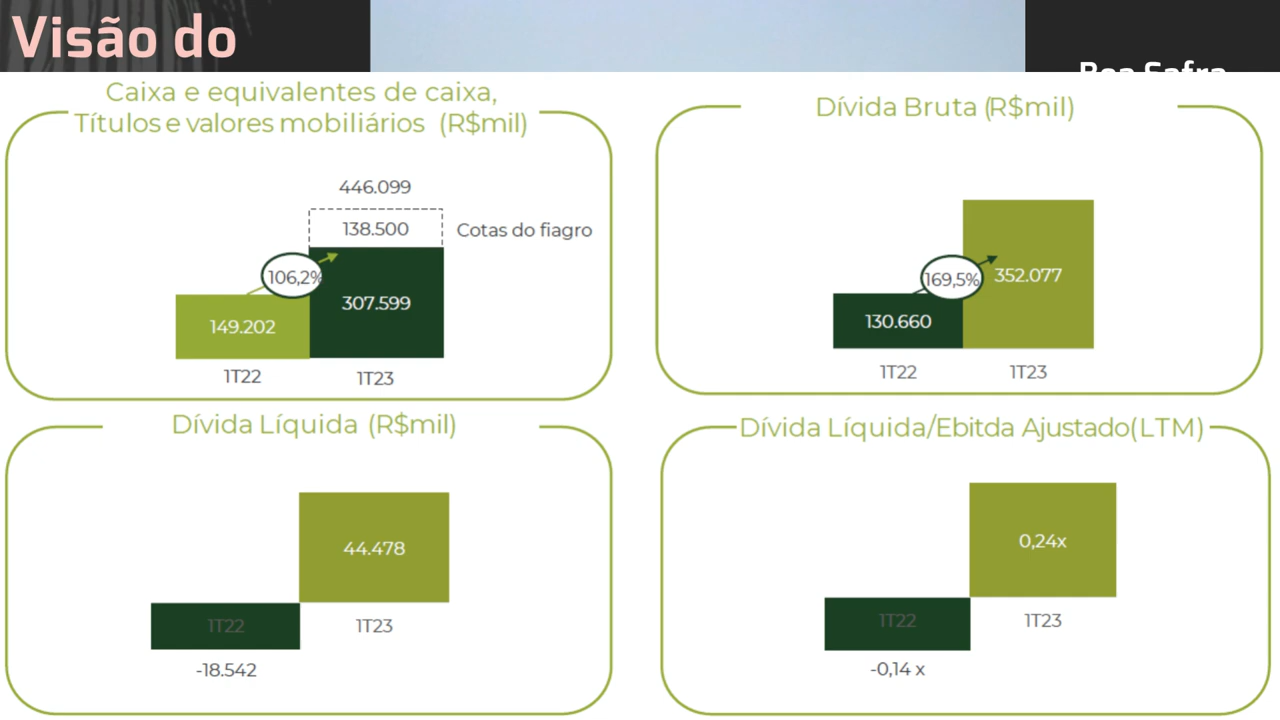 Visão do
Boa Safra
Caixa e equivalentes de caixa,
Títulos e valores mobiliários (R$mil)
446.099
138.500
Cotas do fiagro
106,2%
307.599
149.202
1T22
1T23
Dívida Bruta (R$mil)
169,5%
352.077
130.660
1T22
1T23
Dívida Líquida (R$mil)
44.478
1T22
1T23
-18.542
Dívida Líquida/Ebitda Ajustado(LTM)
0,24x
1T22
1T23
-0,14 x